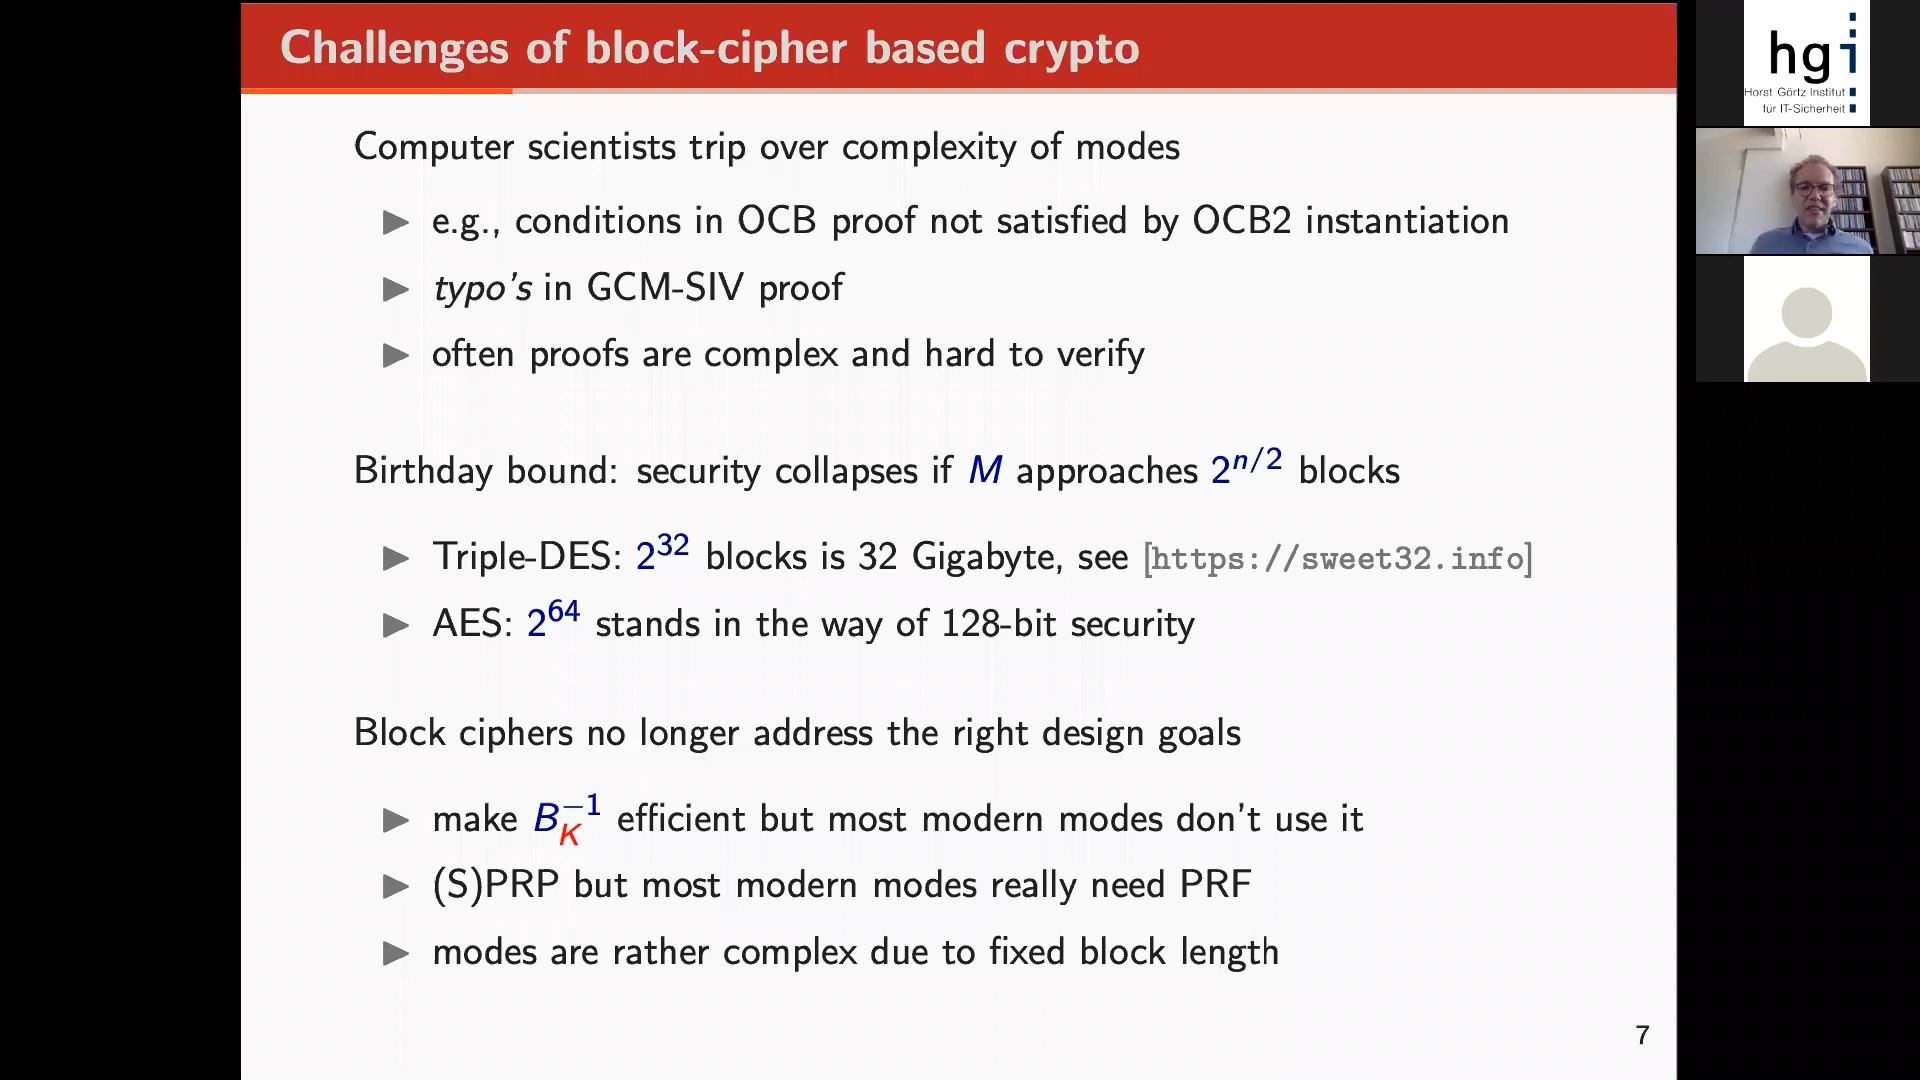 Challenges of block-cipher based crypto
Computer scientists trip over complexity of modes
▶ e.g., conditions in OCB proof not satisfied by OCB2 instantiation
▶ typo's in GCM-SIV proof
▶ often proofs are complex and hard to verify
Birthday bound: security collapses if M approaches 2^{n/2} blocks
▶ Triple-DES: 2^{32} blocks is 32 Gigabyte, see [https://sweet32.info]
▶ AES: 2^{64} stands in the way of 128-bit security
Block ciphers no longer address the right design goals
▶ make B_K^{-1} efficient but most modern modes don't use it
▶ (S)PRP but most modern modes really need PRF
▶ modes are rather complex due to fixed block length
7
hgi
Horst Görtz Institut
für IT-Sicherheit